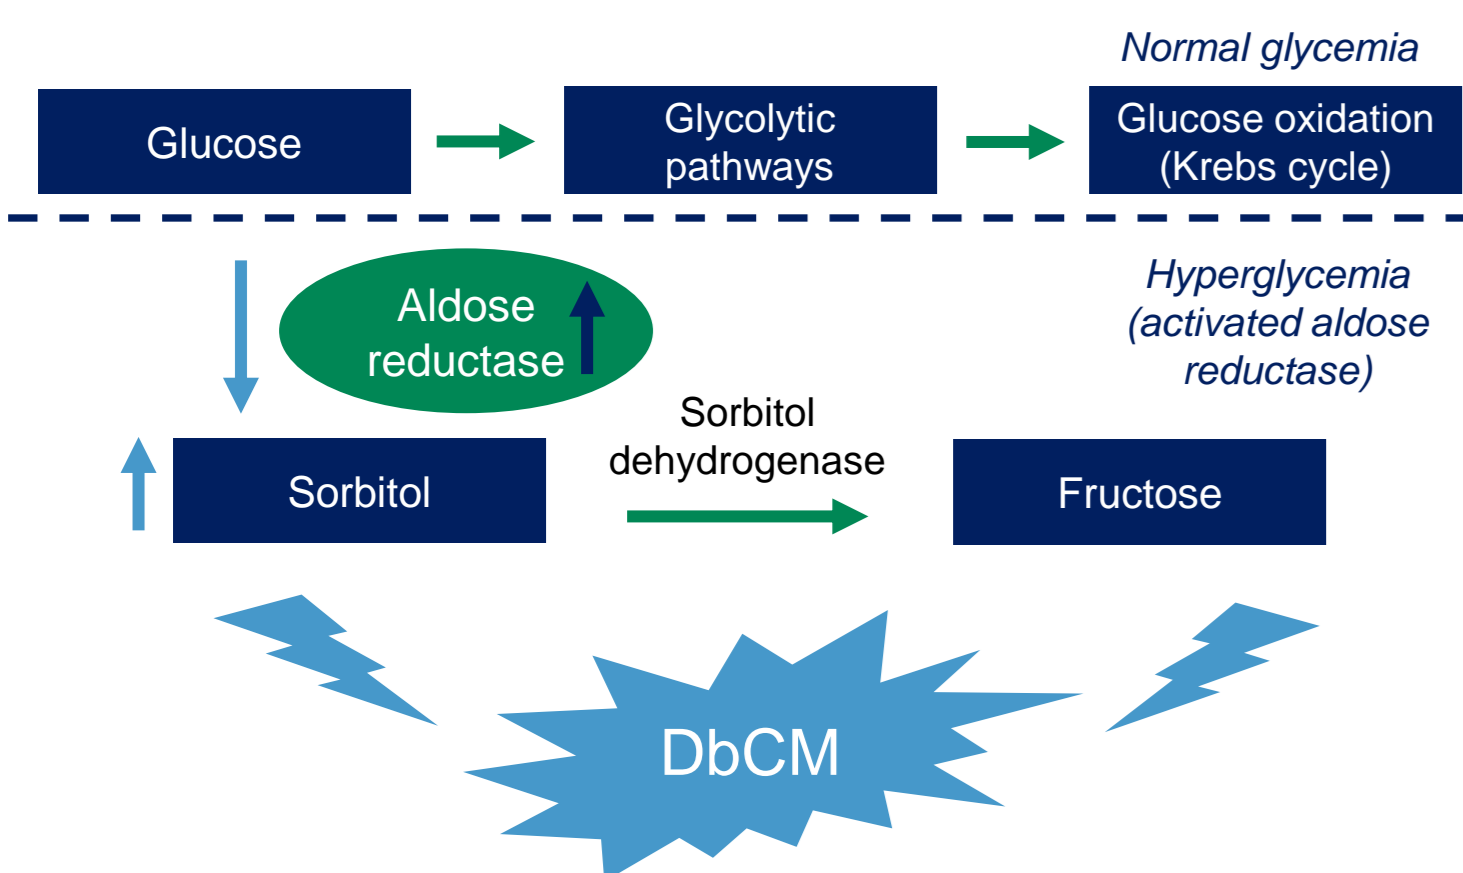 Normal glycemia
Glucose
Glycolytic
pathways
Glucose oxidation
(Krebs cycle)
Aldose
reductase
Hyperglycemia
(activated aldose
reductase)
Sorbitol
dehydrogenase
Sorbitol
Fructose
DbCM